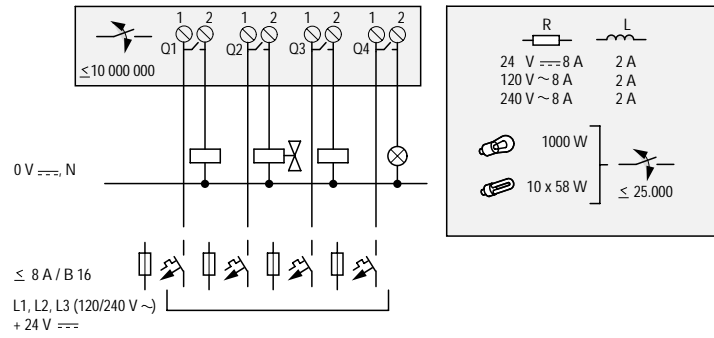 1 2 1 2 1 2 1 2
Q1 Q2 Q3 Q4
≤10 000 000
0 V ⎓, N
≤ 8 A / B 16
L1, L2, L3 (120/240 V ~)
+ 24 V ⎓
R L
24 V ⎓ 8 A 2 A
120 V ~ 8 A 2 A
240 V ~ 8 A 2 A
1000 W
10 x 58 W
≤ 25.000